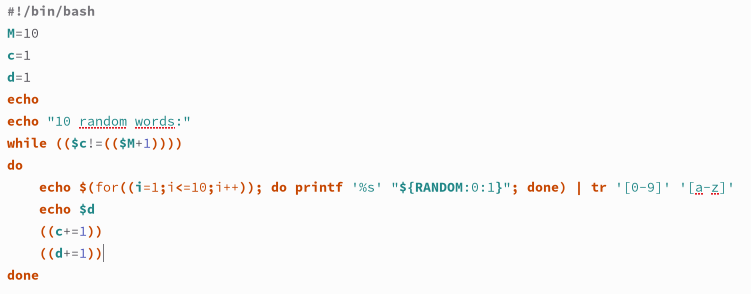 #!/bin/bash
M=10
c=1
d=1
echo
echo "10 random words:"
while (($c!=(($M+1))))
do
    echo $(for((i=1;i<=10;i++)); do printf '%s' "${RANDOM:0:1}"; done) | tr '[0-9]' '[a-z]'
    echo $d
    ((c+=1))
    ((d+=1))
done